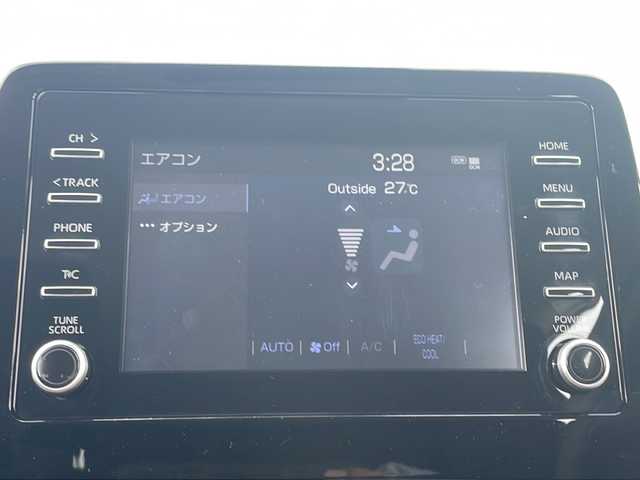 CH >
< TRACK
PHONE
TUNE
SCROLL
エアコン
3:28
DCM
Outside 27℃
エアコン
オプション
AUTO
Off
A/C
ECO HEAT/
COOL
HOME
MENU
AUDIO
MAP
POWER